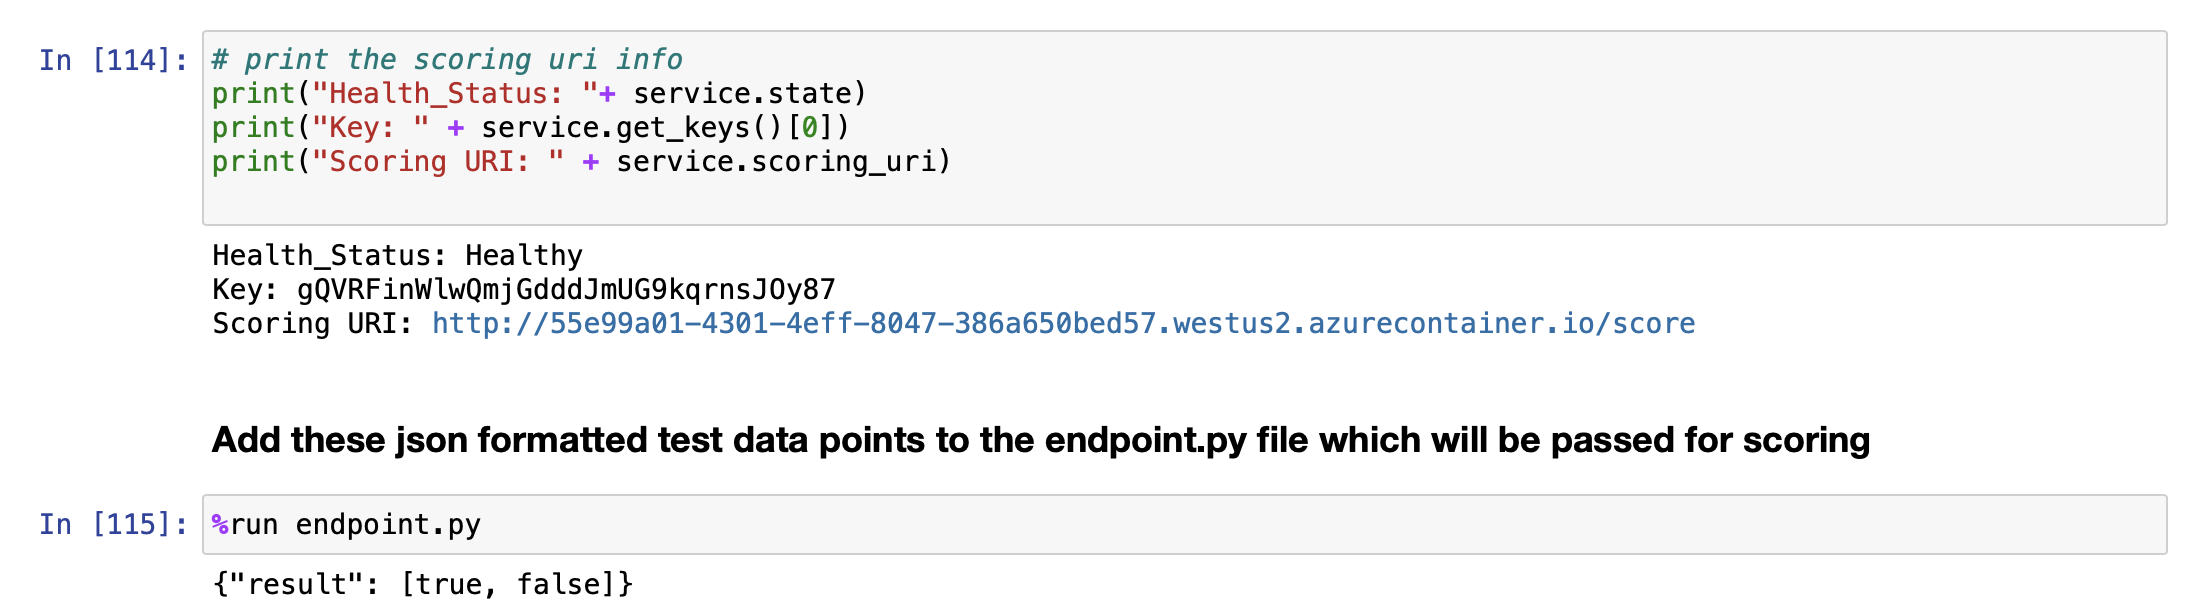 In [114]: # print the scoring uri info
print("Health_Status: "+ service.state)
print("Key: " + service.get_keys()[0])
print("Scoring URI: " + service.scoring_uri)
Health_Status: Healthy
Key: gQVRFinWlwQmjGdddJmUG9kqrnsJOy87
Scoring URI: http://55e99a01-4301-4eff-8047-386a650bed57.westus2.azurecontainer.io/score
Add these json formatted test data points to the endpoint.py file which will be passed for scoring
In [115]: %run endpoint.py
{"result": [true, false]}